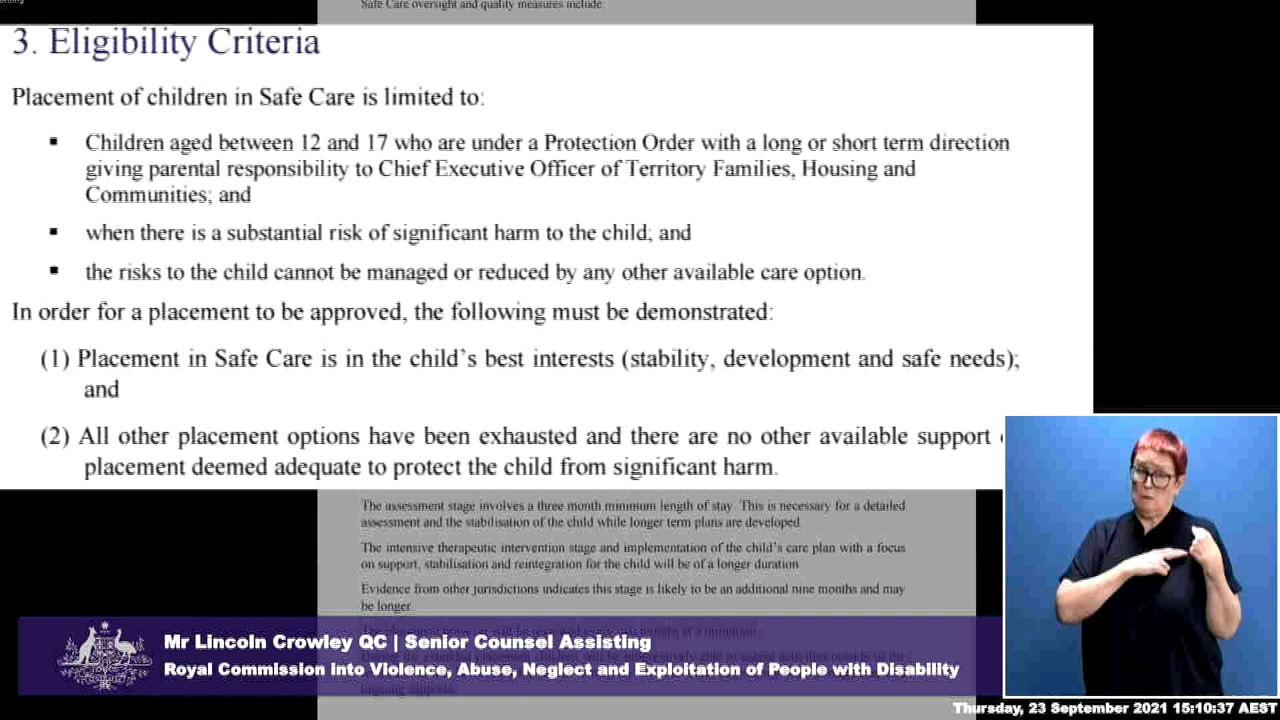 Safe Care oversight and quality measures include:
3. Eligibility Criteria
Placement of children in Safe Care is limited to:
▪ Children aged between 12 and 17 who are under a Protection Order with a long or short term direction
giving parental responsibility to Chief Executive Officer of Territory Families, Housing and
Communities; and
▪ when there is a substantial risk of significant harm to the child; and
▪ the risks to the child cannot be managed or reduced by any other available care option.
In order for a placement to be approved, the following must be demonstrated:
(1) Placement in Safe Care is in the child's best interests (stability, development and safe needs);
and
(2) All other placement options have been exhausted and there are no other available support
placement deemed adequate to protect the child from significant harm.
The assessment stage involves a three month minimum length of stay. This is necessary for a detailed
assessment and the stabilisation of the child while longer term plans are developed
The intensive therapeutic intervention stage and implementation of the child's care plan with a focus
on support, stabilisation and reintegration for the child will be of a longer duration
Evidence from other jurisdictions indicates this stage is likely to be an additional nine months and may
be longer
Mr Lincoln Crowley QC | Senior Counsel Assisting
Royal Commission into Violence, Abuse, Neglect and Exploitation of People with Disability
Thursday, 23 September 2021 15:10:37 AEST